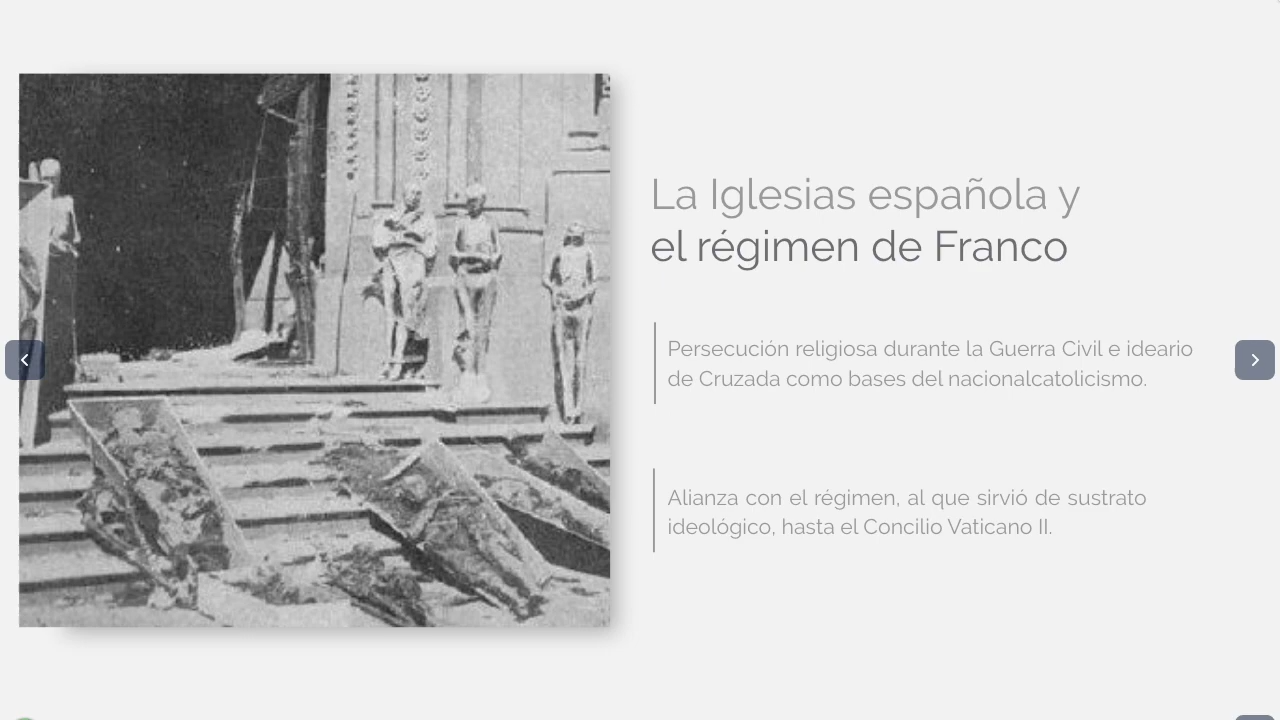 La Iglesias española y
el régimen de Franco
Persecución religiosa durante la Guerra Civil e ideario
de Cruzada como bases del nacionalcatolicismo.
Alianza con el régimen, al que sirvió de sustrato
ideológico, hasta el Concilio Vaticano II.